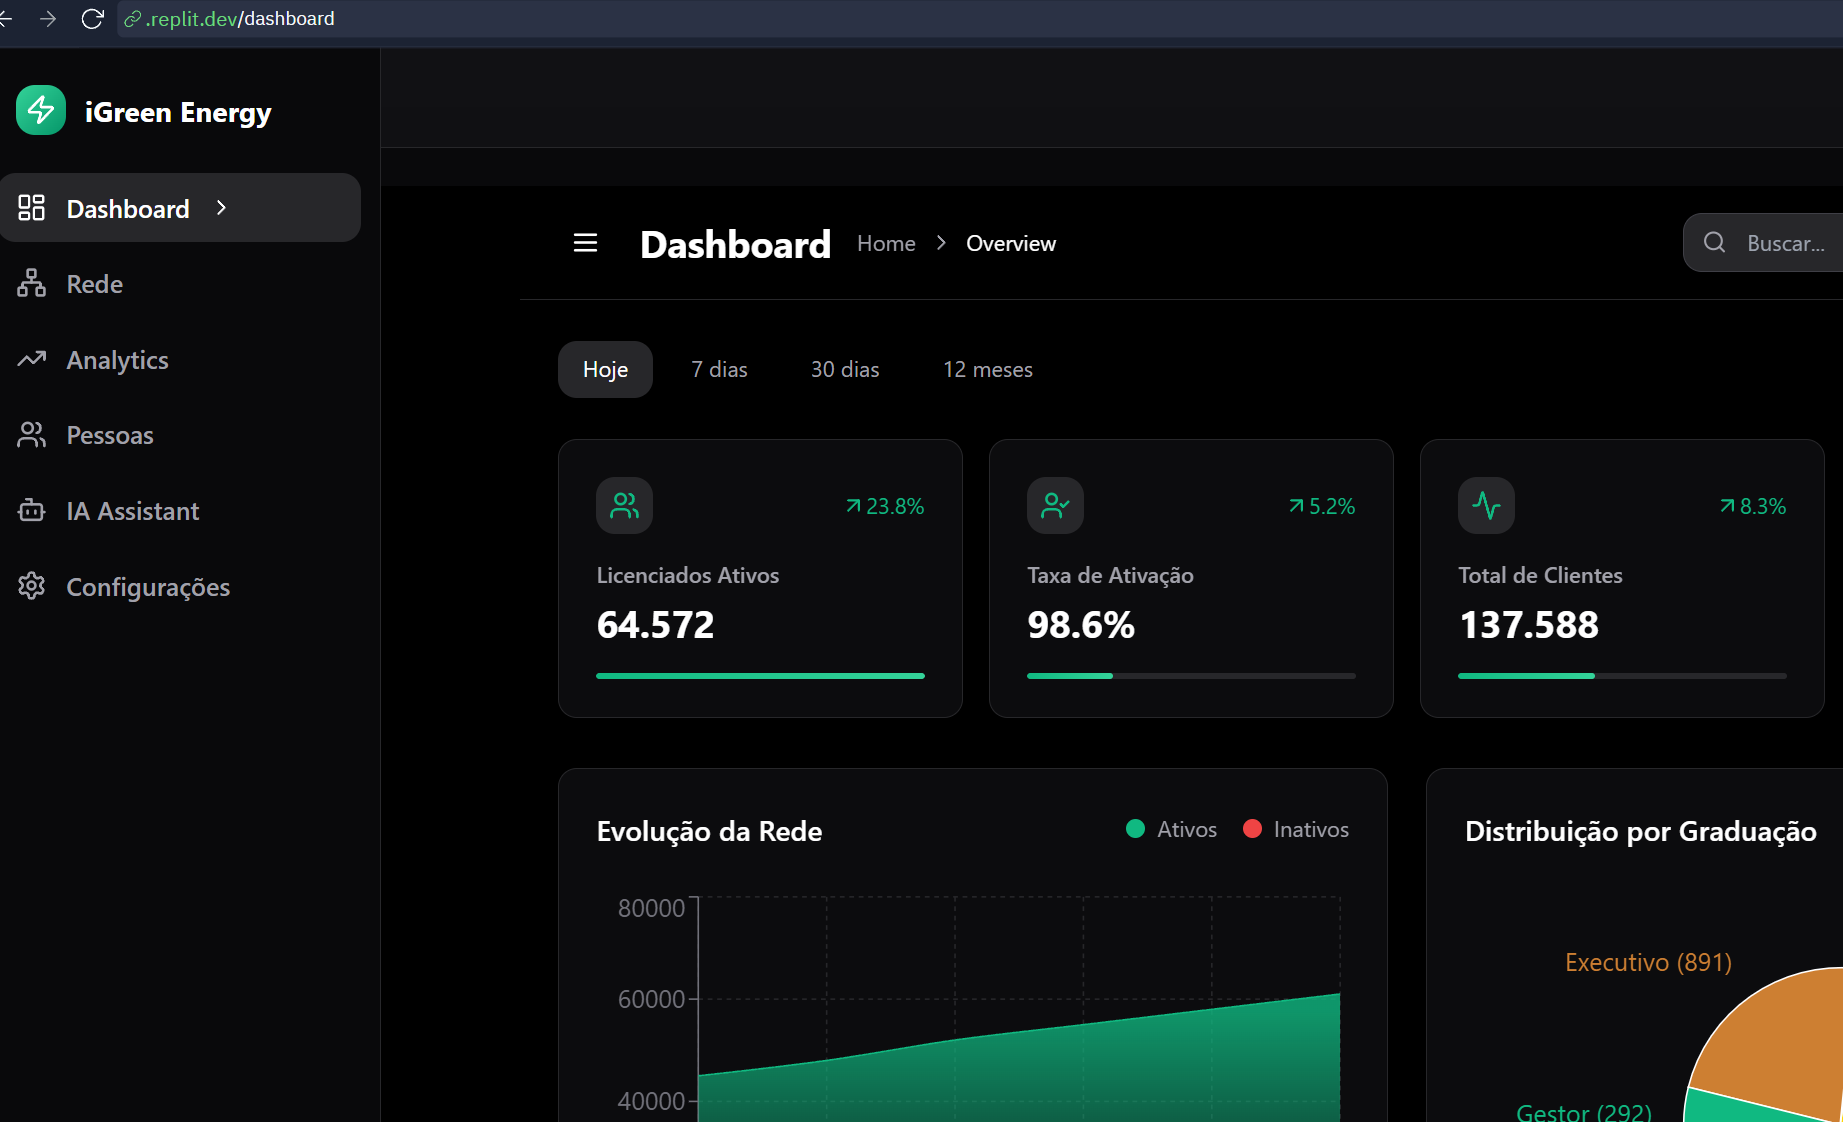 .replit.dev/dashboard
iGreen Energy
Dashboard
Rede
Analytics
Pessoas
IA Assistant
Configurações
Dashboard Home Overview
Buscar...
Hoje 7 dias 30 dias 12 meses
23.8%
Licenciados Ativos
64.572
5.2%
Taxa de Ativação
98.6%
8.3%
Total de Clientes
137.588
Evolução da Rede
Ativos Inativos
80000
60000
40000
Distribuição por Graduação
Executivo (891)
Gestor (292)